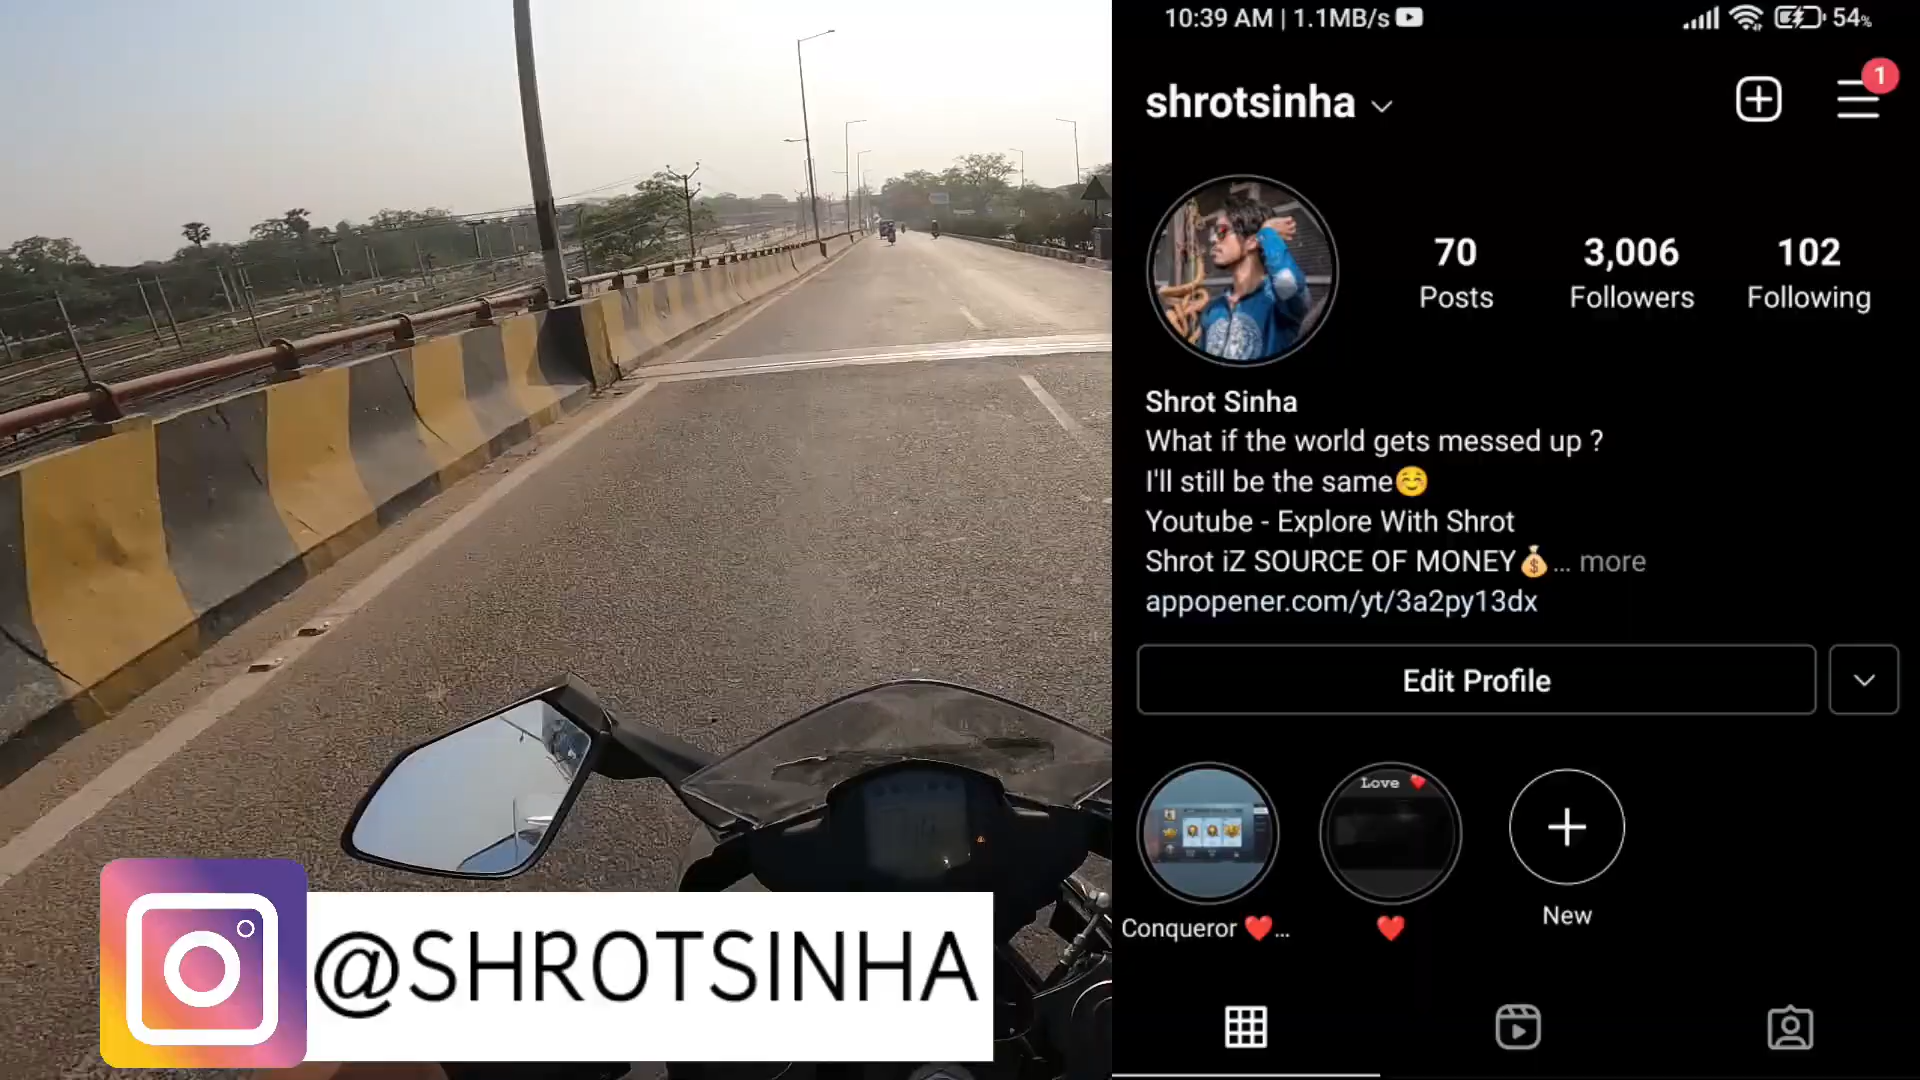 @SHROTSINHA
10:39 AM | 1.1MB/s 54%
shrotsinha
1
70 3,006 102
Posts Followers Following
Shrot Sinha
What if the world gets messed up ?
I'll still be the same☺️
Youtube - Explore With Shrot
Shrot iZ SOURCE OF MONEY💰... more
appopener.com/yt/3a2py13dx
Edit Profile
Love ❤️
Conqueror ❤️... ❤️ New